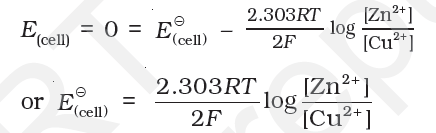 E(cell) = 0 = E⊖(cell) – 2.303RT/2F log [Zn²⁺]/[Cu²⁺]
or E⊖(cell) = 2.303RT/2F log [Zn²⁺]/[Cu²⁺]